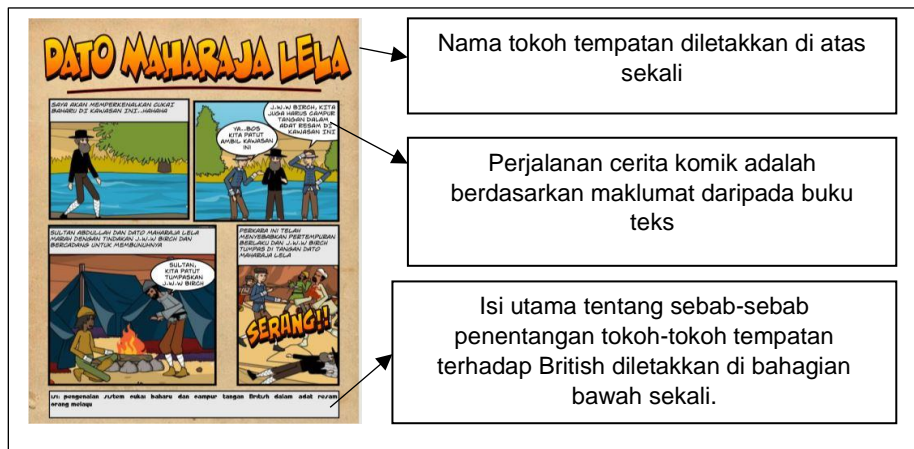 DATO MAHARAJA LELA
SAYA AKAN MEMPERKENALKAN CUKAI
BAHARU DI KAWASAN INI...HAHAHA
YA...BOS
KITA PATUT
AMBIL KAWASAN
INI
J.W.W BIRCH, KITA
JUGA HARUS CAMPUR
TANGAN DALAM
ADAT RESAM DI
KAWASAN INI
SULTAN ABDULLAH DAN DATO MAHARAJA LELA
MARAH DENGAN TINDAKAN J.W.W BIRCH DAN
BERCADANG UNTUK MEMBUNUHNYA
SULTAN,
KITA PATUT
TUMPASKAN
J.W.W BIRCH
PERKARA INI TELAH
MENYEBABKAN PERTEMPURAN
BERLAKU DAN J.W.W BIRCH
TUMPAS DI TANGAN DATO
MAHARAJA LELA
SERANG!!
isi: pengenalan sistem cukai baharu dan campur tangan British dalam adat resam
orang melayu
Nama tokoh tempatan diletakkan di atas
sekali
Perjalanan cerita komik adalah
berdasarkan maklumat daripada buku
teks
Isi utama tentang sebab-sebab
penentangan tokoh-tokoh tempatan
terhadap British diletakkan di bahagian
bawah sekali.